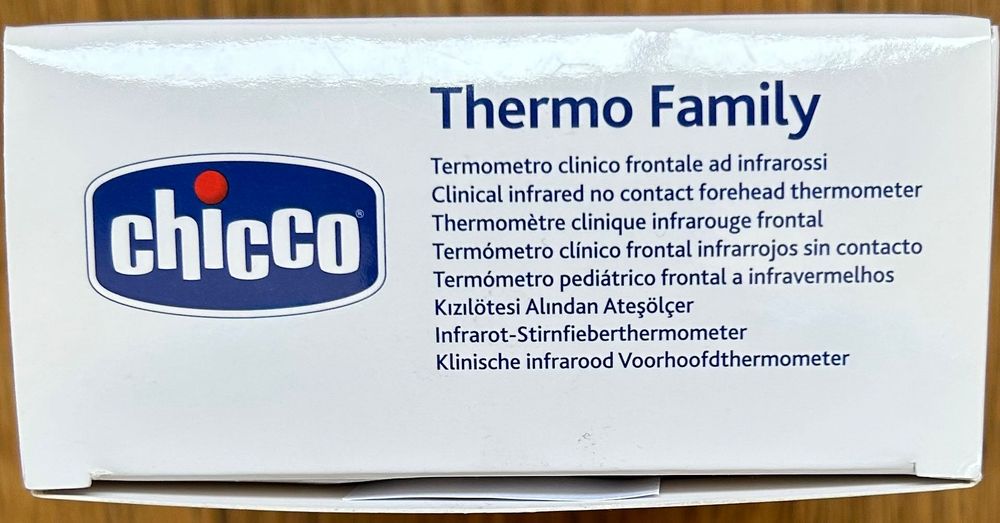 chicco®
Thermo Family
Termometro clinico frontale ad infrarossi
Clinical infrared no contact forehead thermometer
Thermomètre clinique infrarouge frontal
Termómetro clínico frontal infrarrojos sin contacto
Termómetro pediátrico frontal a infravermelhos
Kızılötesi Alından Ateşölçer
Infrarot-Stirnfieberthermometer
Klinische infrarood Voorhoofdthermometer